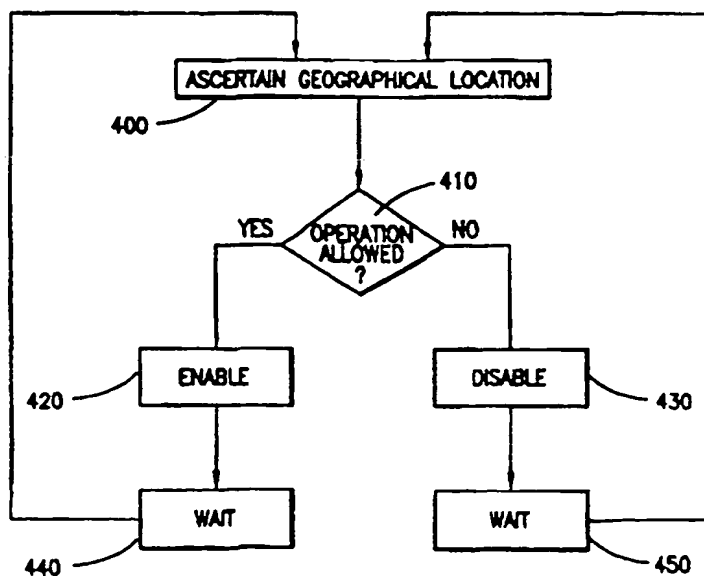 ASCERTAIN GEOGRAPHICAL LOCATION
400
410
YES
OPERATION
ALLOWED
?
NO
ENABLE
420
DISABLE
430
WAIT
440
WAIT
450